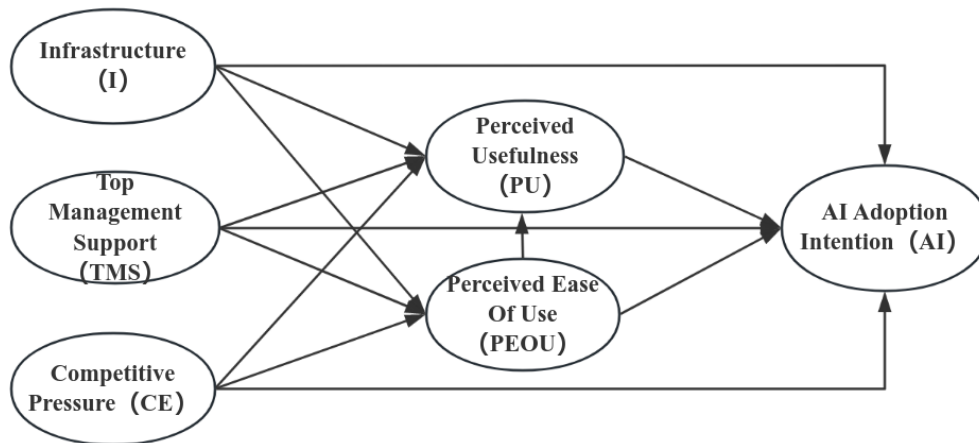 Infrastructure
（I）
Top
Management
Support
（TMS）
Competitive
Pressure（CE）
Perceived
Usefulness
（PU）
Perceived Ease
Of Use
（PEOU）
AI Adoption
Intention（AI）